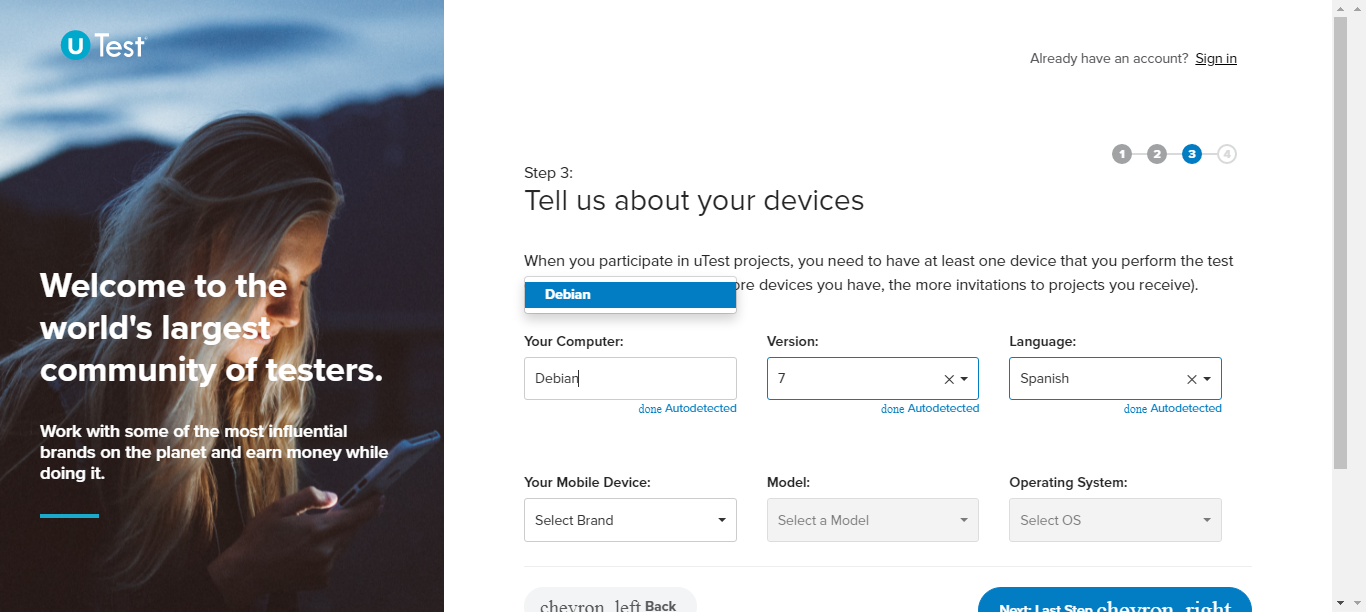 uTest
Already have an account? Sign in
1 2 3 4
Step 3:
Tell us about your devices
When you participate in uTest projects, you need to have at least one device that you perform the test
Debian
ore devices you have, the more invitations to projects you receive).
Your Computer:
Version:
Language:
Debian
7
Spanish
done Autodetected
done Autodetected
done Autodetected
Your Mobile Device:
Model:
Operating System:
Select Brand
Select a Model
Select OS
chevron_left Back
Next: Last Step chevron_right
Welcome to the
world's largest
community of testers.
Work with some of the most influential
brands on the planet and earn money while
doing it.